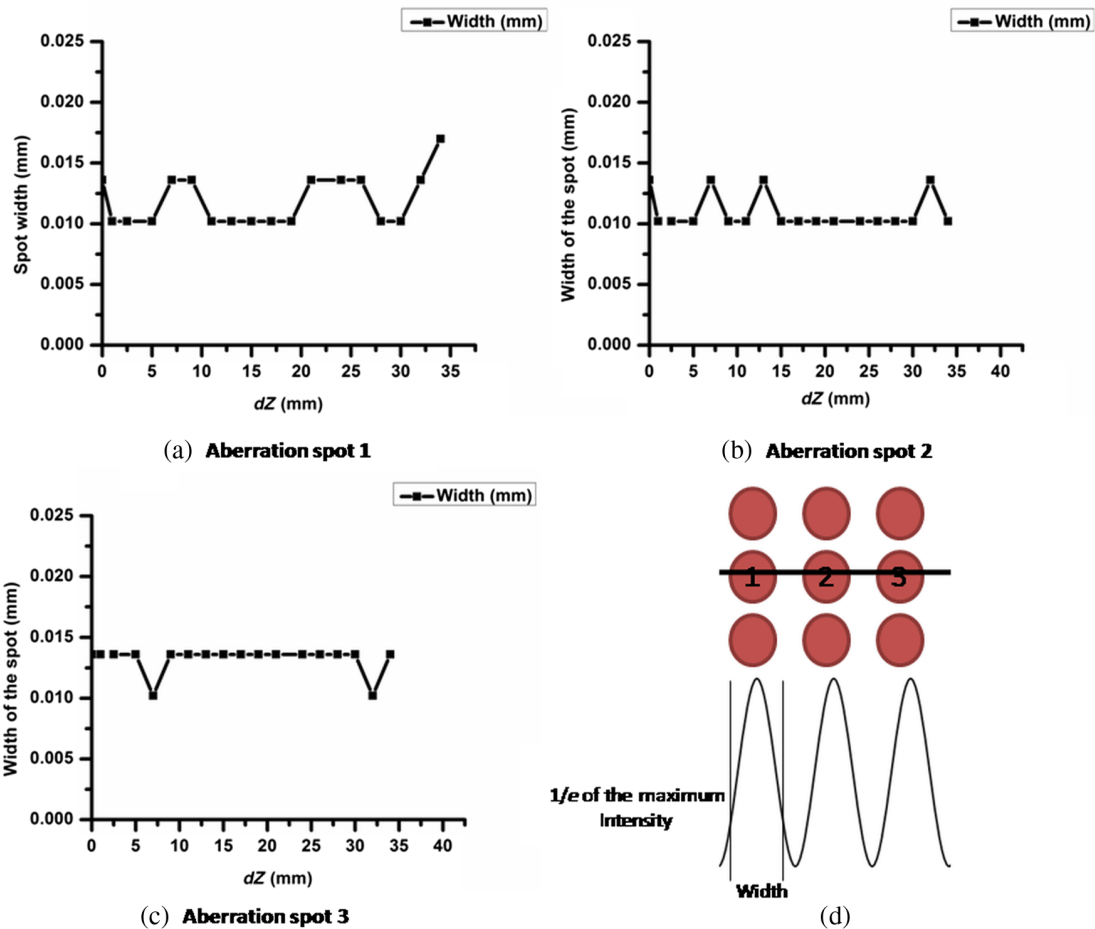 Width (mm)
0.025
0.020
0.015
0.010
0.005
0.000
Spot width (mm)
0 5 10 15 20 25 30 35
dZ (mm)
(a) Aberration spot 1
Width (mm)
0.025
0.020
0.015
0.010
0.005
0.000
Width of the spot (mm)
0 5 10 15 20 25 30 35 40
dZ (mm)
(b) Aberration spot 2
Width (mm)
0.025
0.020
0.015
0.010
0.005
0.000
Width of the spot (mm)
0 5 10 15 20 25 30 35 40
dZ (mm)
(c) Aberration spot 3
1 2 3
1/e of the maximum
Intensity
Width
(d)